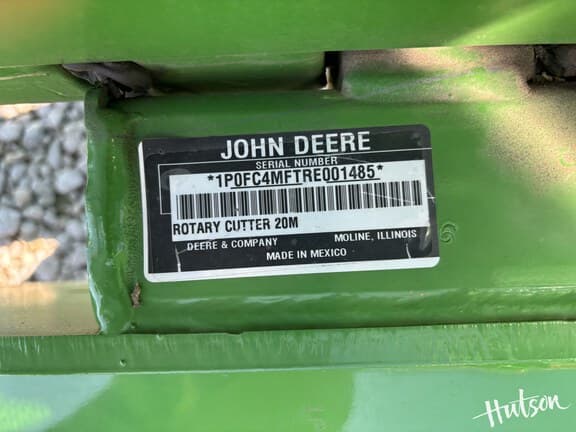 JOHN DEERE
SERIAL NUMBER
*1P0FC4MFTRE001485*
ROTARY CUTTER 20M
DEERE & COMPANY MOLINE, ILLINOIS
MADE IN MEXICO
Hutson